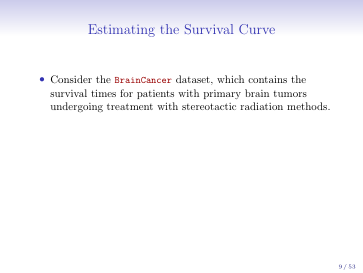 Estimating the Survival Curve
• Consider the BrainCancer dataset, which contains the
survival times for patients with primary brain tumors
undergoing treatment with stereotactic radiation methods.
9 / 53